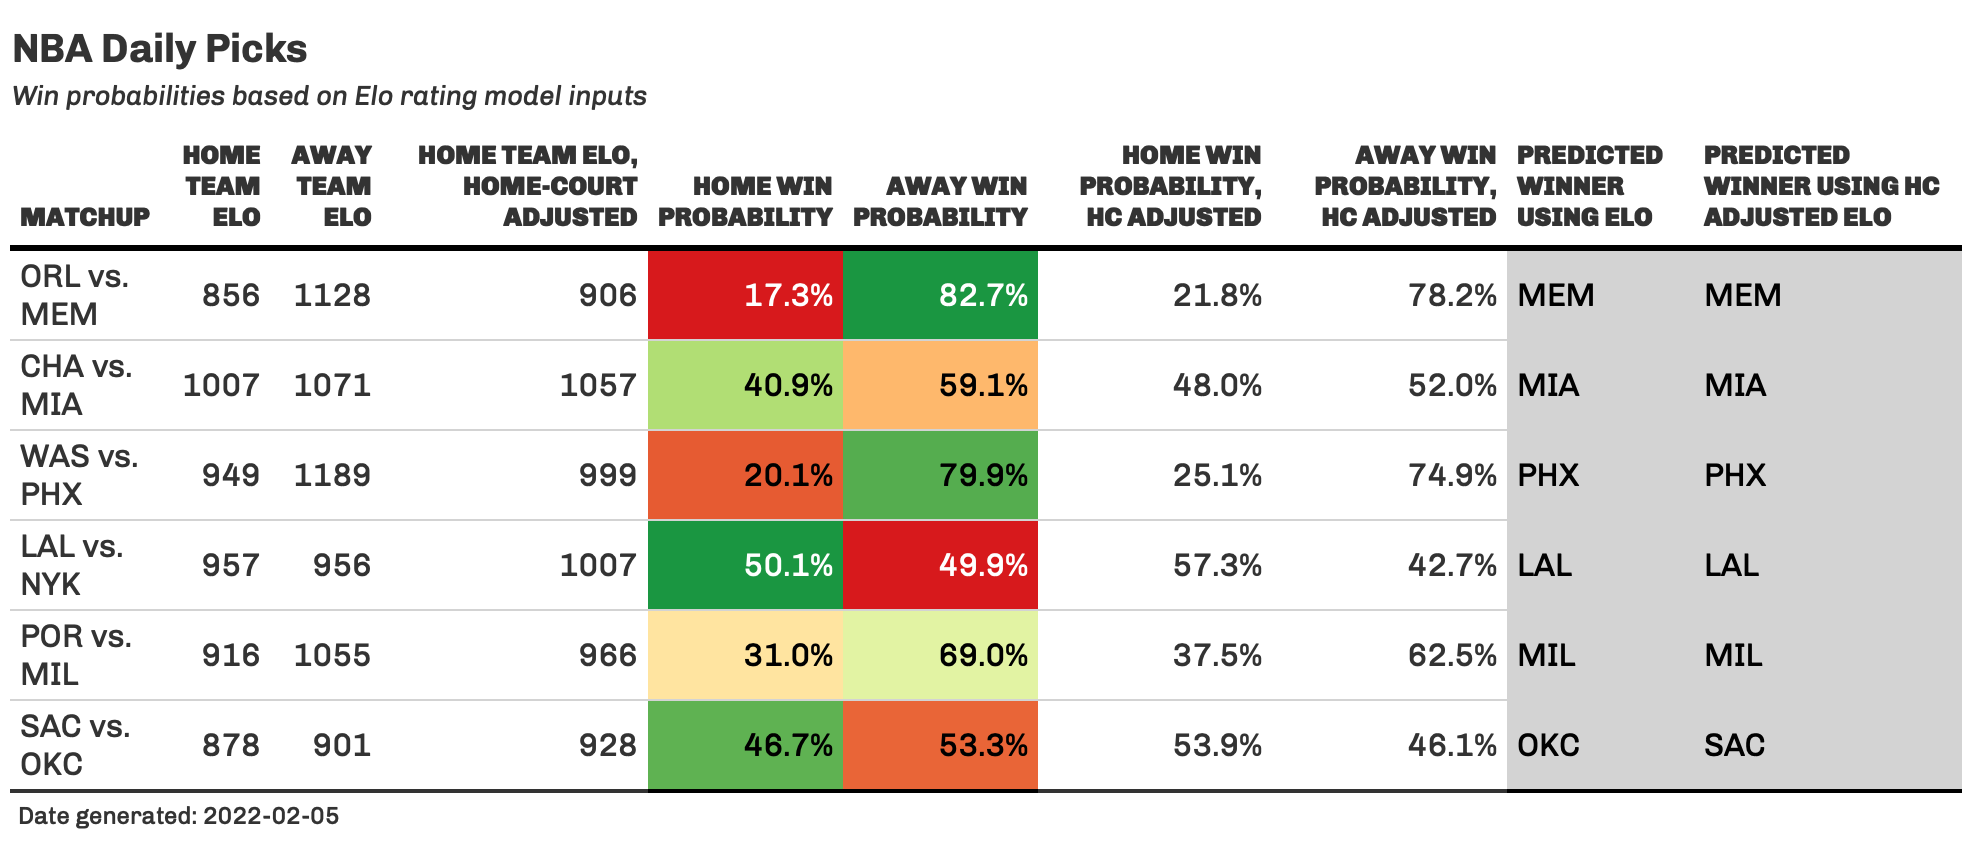 NBA Daily Picks
Win probabilities based on Elo rating model inputs
MATCHUP HOME TEAM ELO AWAY TEAM ELO HOME TEAM ELO, HOME-COURT ADJUSTED HOME WIN PROBABILITY AWAY WIN PROBABILITY HOME WIN PROBABILITY, HC ADJUSTED AWAY WIN PROBABILITY, HC ADJUSTED PREDICTED WINNER USING ELO PREDICTED WINNER USING HC ADJUSTED ELO
ORL vs. MEM 856 1128 906 17.3% 82.7% 21.8% 78.2% MEM MEM
CHA vs. MIA 1007 1071 1057 40.9% 59.1% 48.0% 52.0% MIA MIA
WAS vs. PHX 949 1189 999 20.1% 79.9% 25.1% 74.9% PHX PHX
LAL vs. NYK 957 956 1007 50.1% 49.9% 57.3% 42.7% LAL LAL
POR vs. MIL 916 1055 966 31.0% 69.0% 37.5% 62.5% MIL MIL
SAC vs. OKC 878 901 928 46.7% 53.3% 53.9% 46.1% OKC SAC
Date generated: 2022-02-05